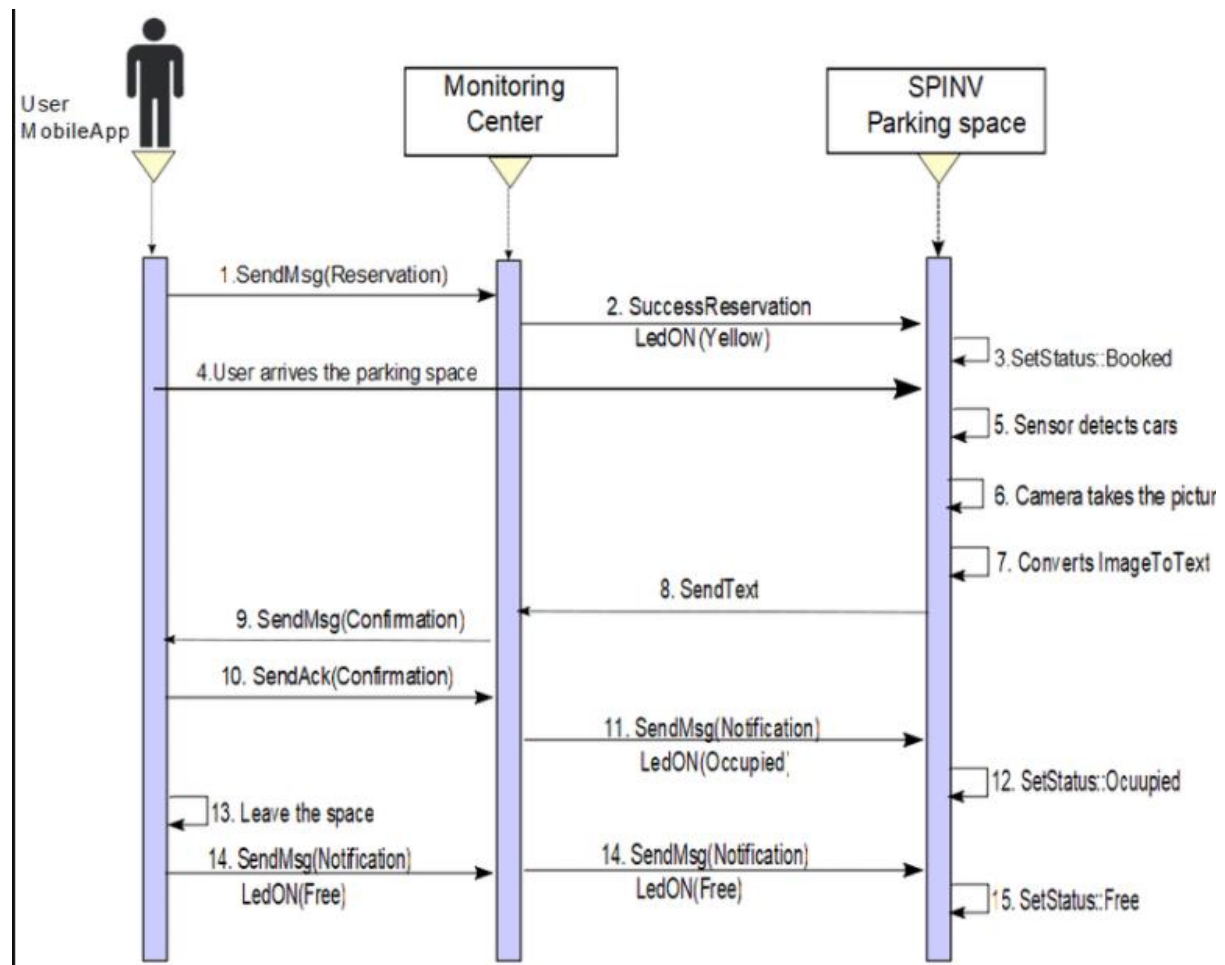 User
MobileApp
Monitoring
Center
SPINV
Parking space
1.SendMsg(Reservation)
2. SuccessReservation
LedON(Yellow)
3.SetStatus::Booked
4.User arrives the parking space
5. Sensor detects cars
6. Camera takes the pictur
7. Converts ImageToText
8. SendText
9. SendMsg(Confirmation)
10. SendAck(Confirmation)
11. SendMsg(Notification)
LedON(Occupied)
12. SetStatus::Ocuupied
13. Leave the space
14. SendMsg(Notification)
LedON(Free)
14. SendMsg(Notification)
LedON(Free)
15. SetStatus::Free